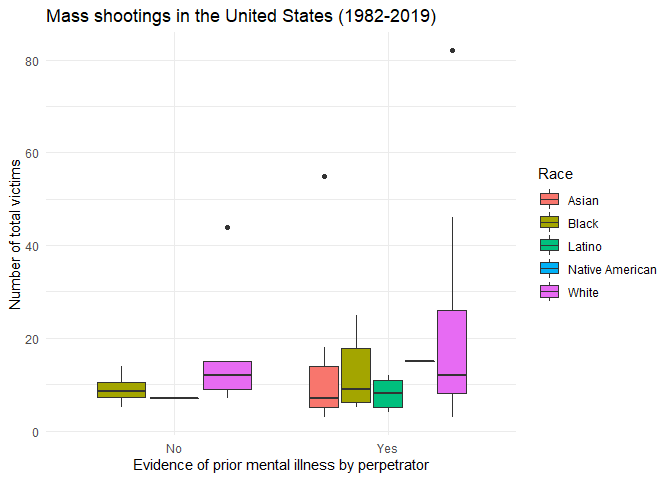 Mass shootings in the United States (1982-2019)
Number of total victims
80
60
40
20
0
No
Yes
Evidence of prior mental illness by perpetrator
Race
Asian
Black
Latino
Native American
White